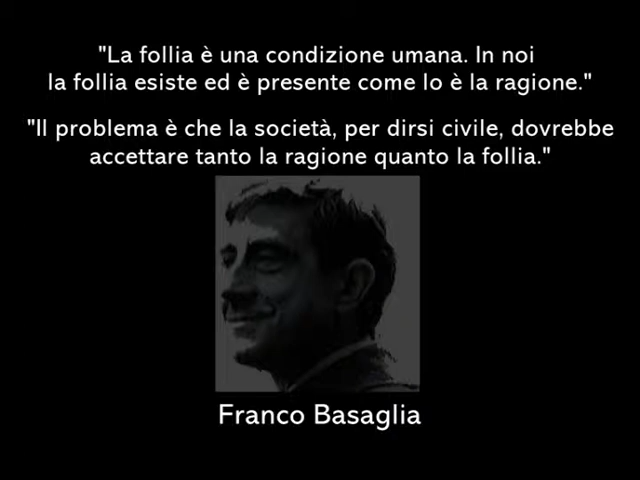 "La follia è una condizione umana. In noi
la follia esiste ed è presente come lo è la ragione."
"Il problema è che la società, per dirsi civile, dovrebbe
accettare tanto la ragione quanto la follia."
Franco Basaglia